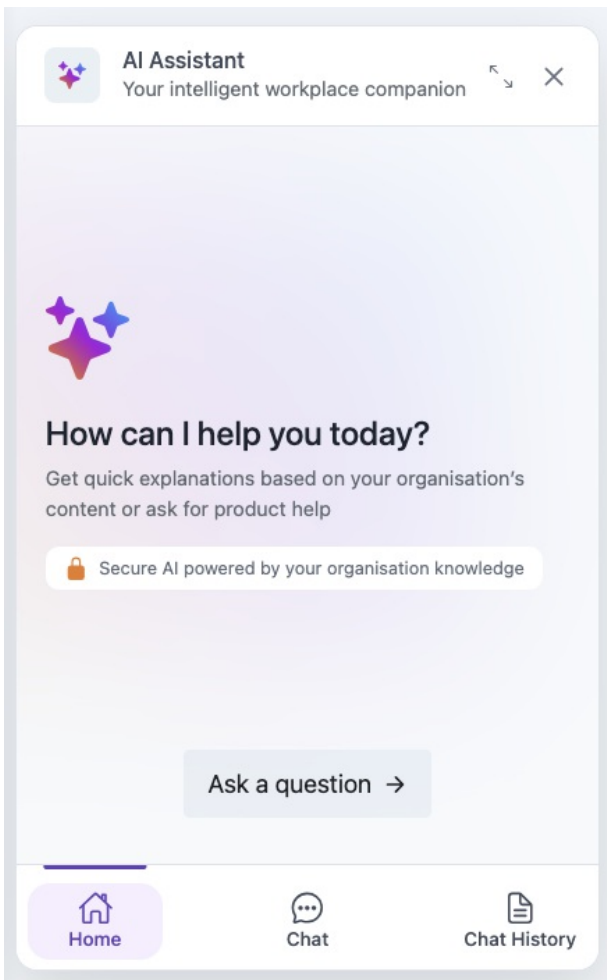 AI Assistant
Your intelligent workplace companion
How can I help you today?
Get quick explanations based on your organisation's
content or ask for product help
Secure AI powered by your organisation knowledge
Ask a question →
Home
Chat
Chat History